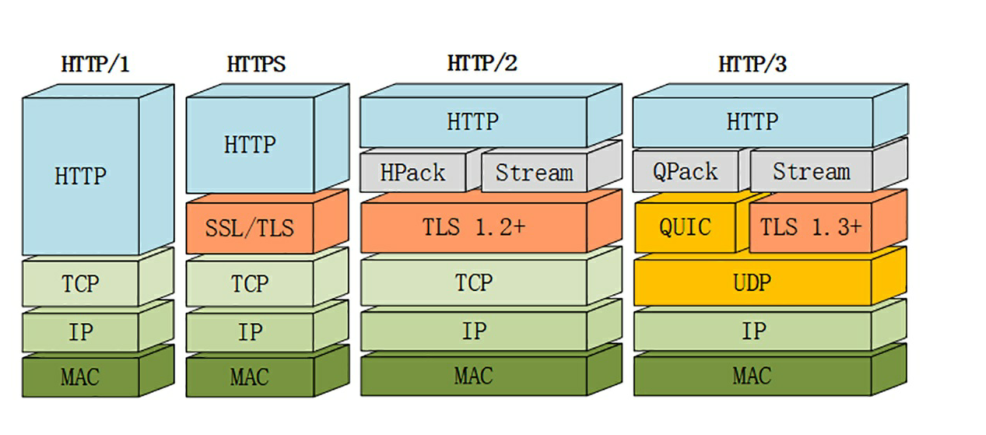 HTTP/1 HTTPS HTTP/2 HTTP/3
HTTP HTTP HTTP HTTP
HPack Stream QPack Stream
SSL/TLS TLS 1.2+ QUIC TLS 1.3+
TCP TCP TCP UDP
IP IP IP IP
MAC MAC MAC MAC